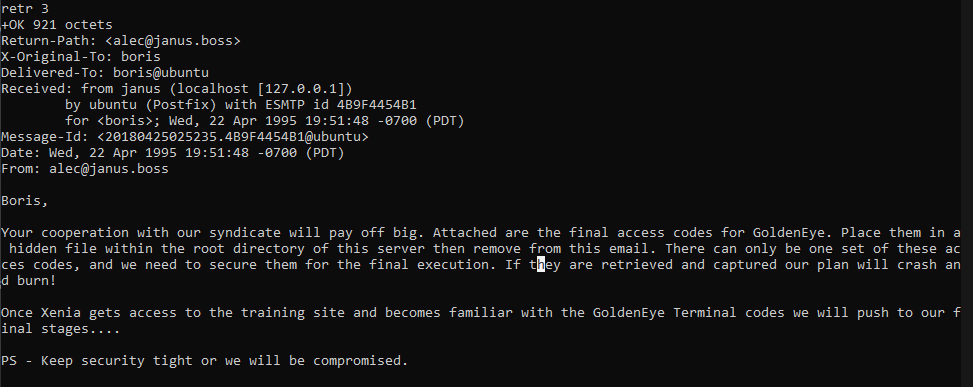 retr 3
+OK 921 octets
Return-Path: <alec@janus.boss>
X-Original-To: boris
Delivered-To: boris@ubuntu
Received: from janus (localhost [127.0.0.1])
        by ubuntu (Postfix) with ESMTP id 4B9F4454B1
        for <boris>; Wed, 22 Apr 1995 19:51:48 -0700 (PDT)
Message-Id: <20180425025235.4B9F4454B1@ubuntu>
Date: Wed, 22 Apr 1995 19:51:48 -0700 (PDT)
From: alec@janus.boss

Boris,

Your cooperation with our syndicate will pay off big. Attached are the final access codes for GoldenEye. Place them in a
 hidden file within the root directory of this server then remove from this email. There can only be one set of these ac
ces codes, and we need to secure them for the final execution. If they are retrieved and captured our plan will crash an
d burn!

Once Xenia gets access to the training site and becomes familiar with the GoldenEye Terminal codes we will push to our f
inal stages....

PS - Keep security tight or we will be compromised.